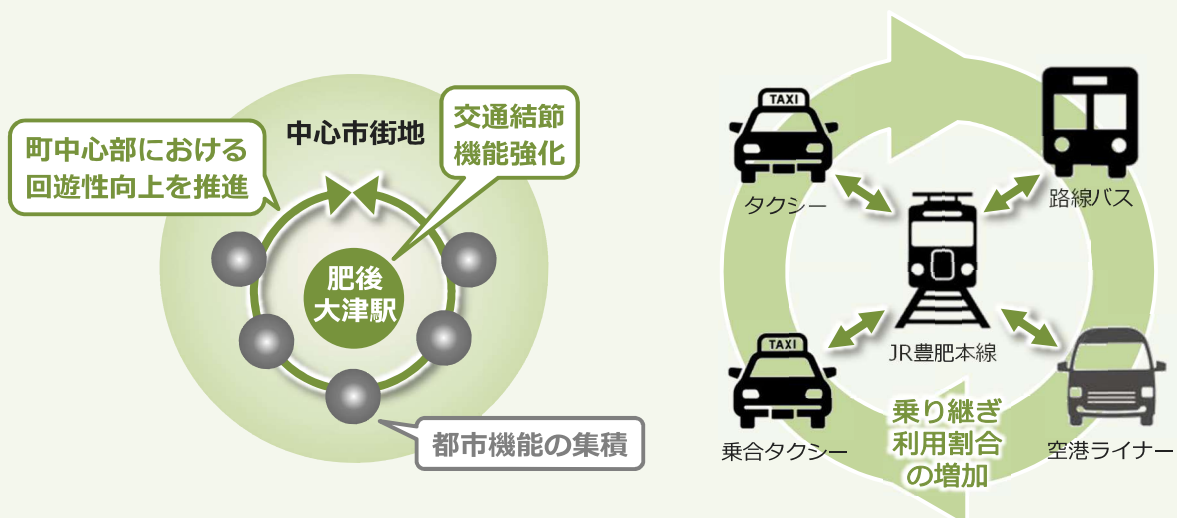 町中心部における
回遊性向上を推進
中心市街地
交通結節
機能強化
肥後
大津駅
都市機能の集積
TAXI
タクシー
路線バス
JR豊肥本線
TAXI
乗合タクシー
空港ライナー
乗り継ぎ
利用割合
の増加